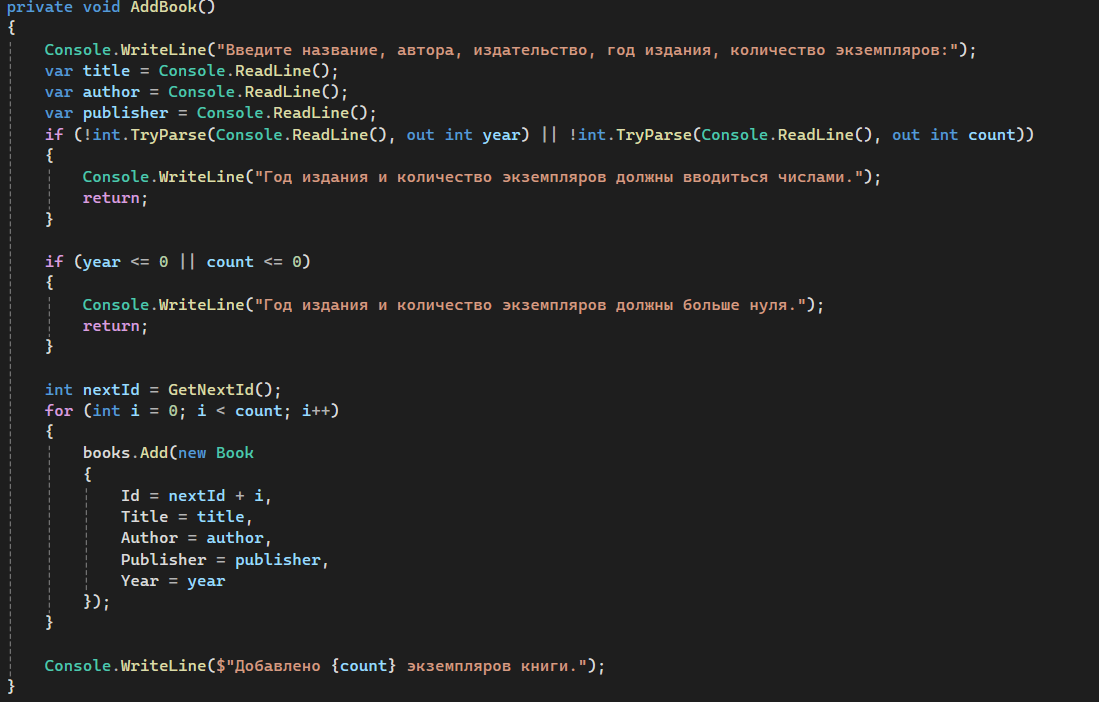 private void AddBook()
{
    Console.WriteLine("Введите название, автора, издательство, год издания, количество экземпляров:");
    var title = Console.ReadLine();
    var author = Console.ReadLine();
    var publisher = Console.ReadLine();
    if (!int.TryParse(Console.ReadLine(), out int year) || !int.TryParse(Console.ReadLine(), out int count))
    {
        Console.WriteLine("Год издания и количество экземпляров должны вводиться числами.");
        return;
    }

    if (year <= 0 || count <= 0)
    {
        Console.WriteLine("Год издания и количество экземпляров должны больше нуля.");
        return;
    }

    int nextId = GetNextId();
    for (int i = 0; i < count; i++)
    {
        books.Add(new Book
        {
            Id = nextId + i,
            Title = title,
            Author = author,
            Publisher = publisher,
            Year = year
        });
    }

    Console.WriteLine($"Добавлено {count} экземпляров книги.");
}